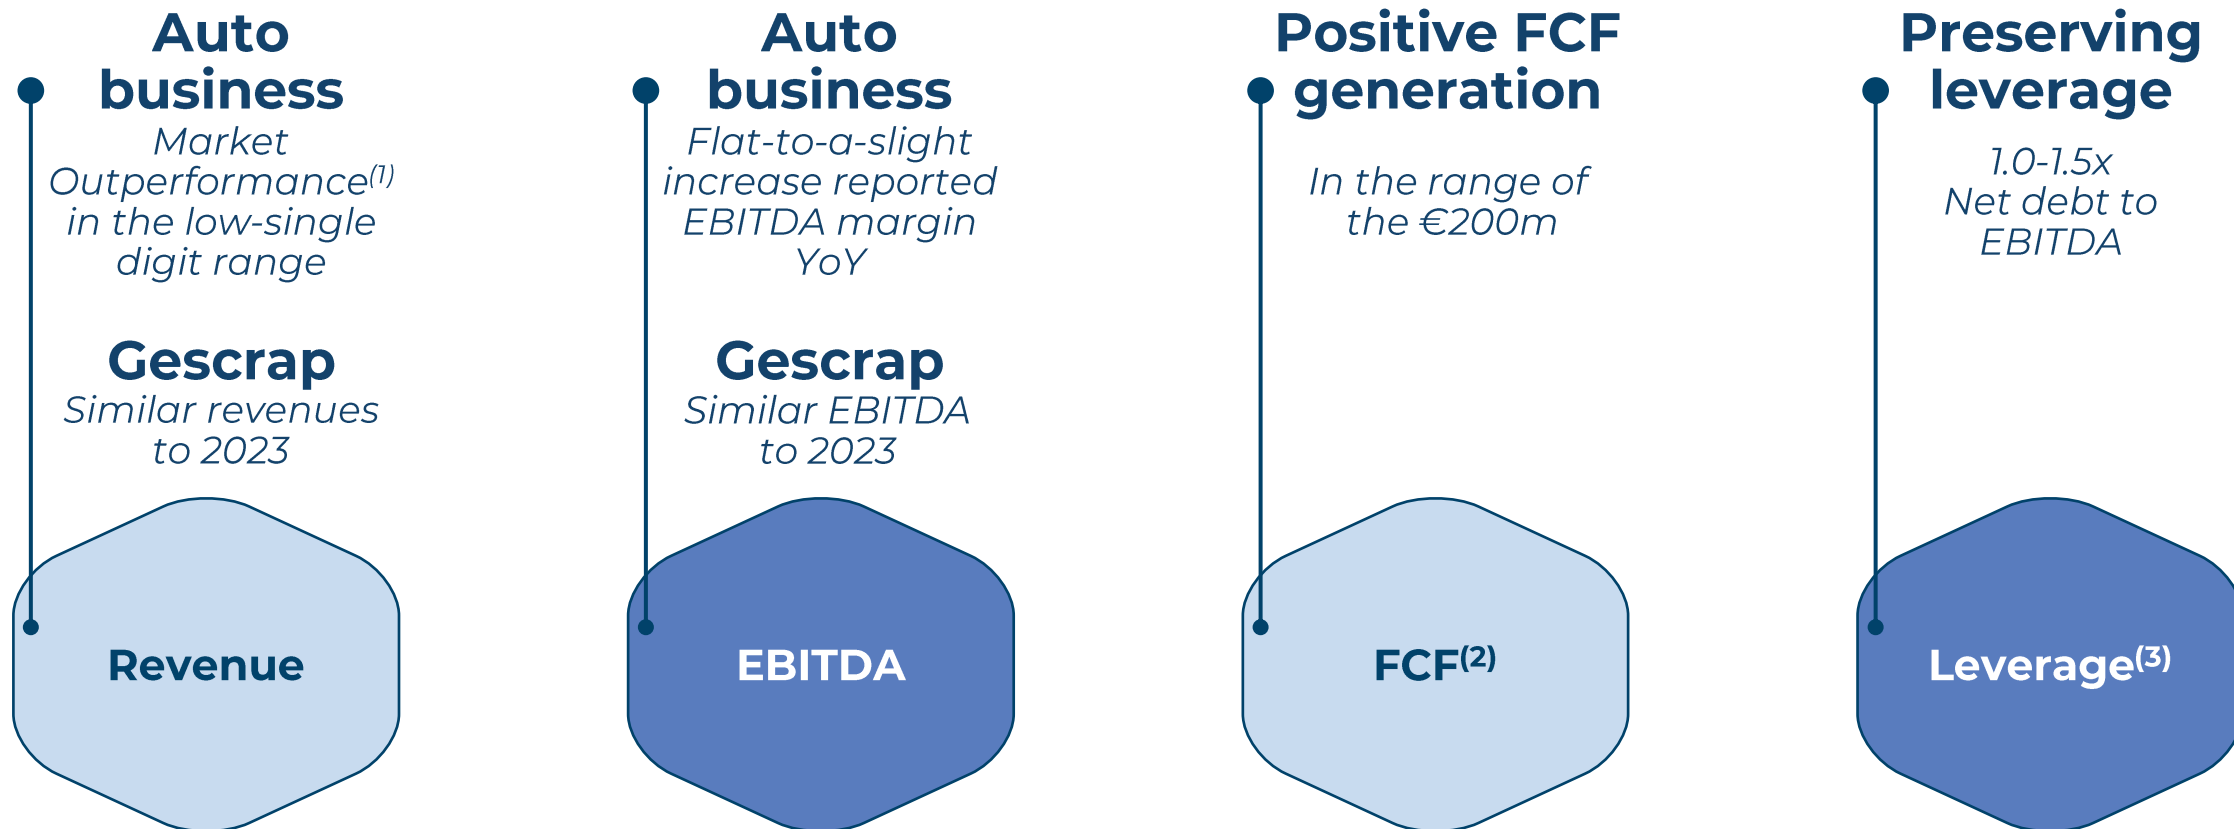 Auto
business
Market
Outperformance(1)
in the low-single
digit range
Gescrap
Similar revenues
to 2023
Revenue
Auto
business
Flat-to-a-slight
increase reported
EBITDA margin
YoY
Gescrap
Similar EBITDA
to 2023
EBITDA
Positive FCF
generation
In the range of
the €200m
FCF(2)
Preserving
leverage
1.0-1.5x
Net debt to
EBITDA
Leverage(3)